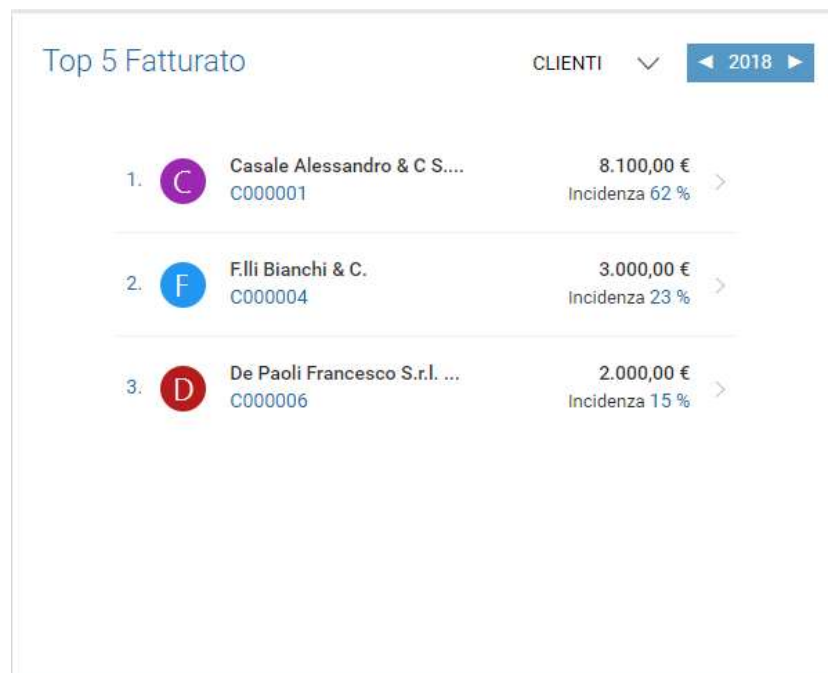 Top 5 Fatturato
CLIENTI
◀ 2018 ▶
1. C Casale Alessandro & C S.... 8.100,00 €
C000001 Incidenza 62 %
2. F F.lli Bianchi & C. 3.000,00 €
C000004 Incidenza 23 %
3. D De Paoli Francesco S.r.l. ... 2.000,00 €
C000006 Incidenza 15 %